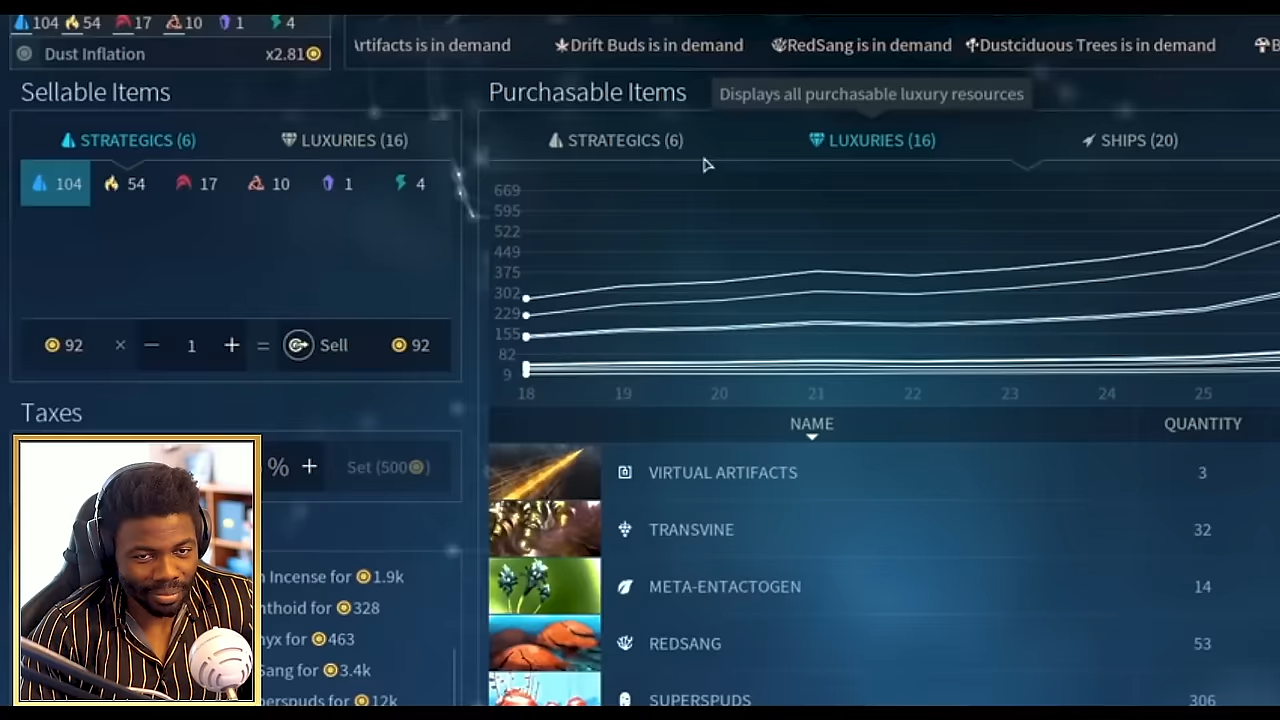 104 54 17 10 1 4
Dust Inflation x2.81
Artifacts is in demand Drift Buds is in demand RedSang is in demand Dustciduous Trees is in demand
Sellable Items
Purchasable Items
Displays all purchasable luxury resources
STRATEGICS (6) LUXURIES (16)
STRATEGICS (6) LUXURIES (16) SHIPS (20)
104 54 17 10 1 4
669
595
522
449
375
302
229
155
82
9
18 19 20 21 22 23 24 25
92 × — 1 + = Sell 92
Taxes
% + Set (500)
NAME QUANTITY
VIRTUAL ARTIFACTS 3
TRANSVINE 32
META-ENTACTOGEN 14
REDSANG 53
SUPERSPUDS 306
Incense for 1.9k
nthoid for 328
nyx for 463
Sang for 3.4k
perspuds for 12k